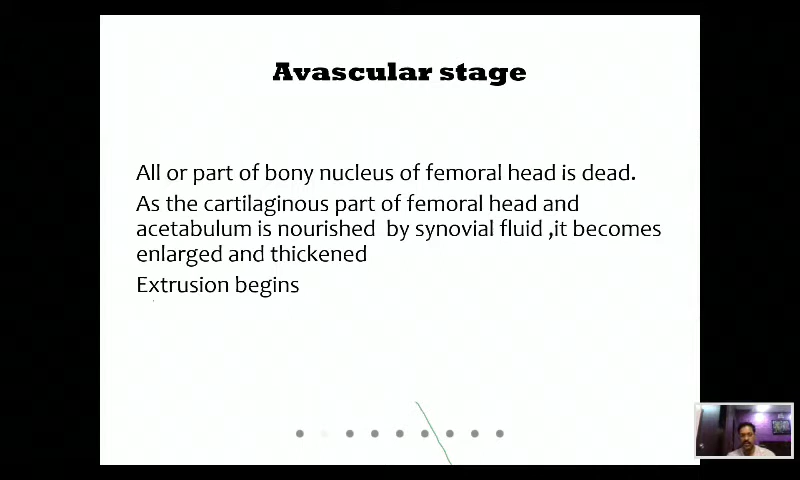 Avascular stage
All or part of bony nucleus of femoral head is dead.
As the cartilaginous part of femoral head and
acetabulum is nourished  by synovial fluid ,it becomes
enlarged and thickened
Extrusion begins